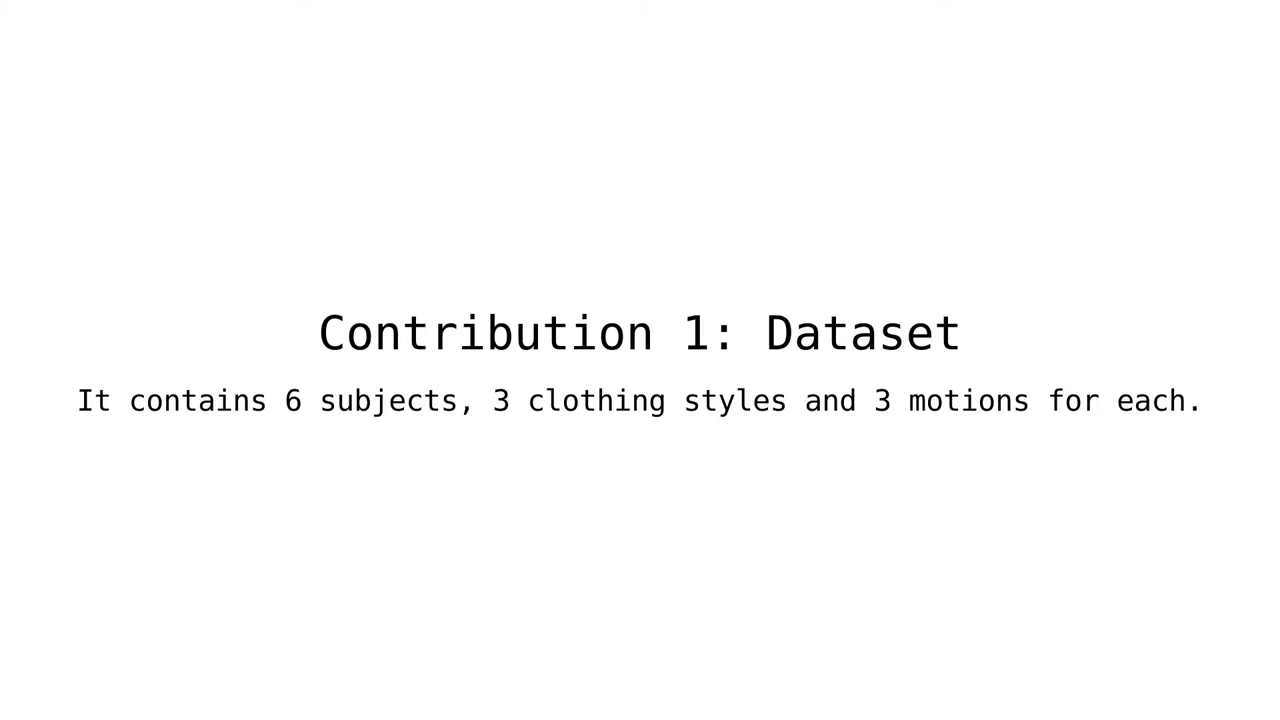 Contribution 1: Dataset
It contains 6 subjects, 3 clothing styles and 3 motions for each.